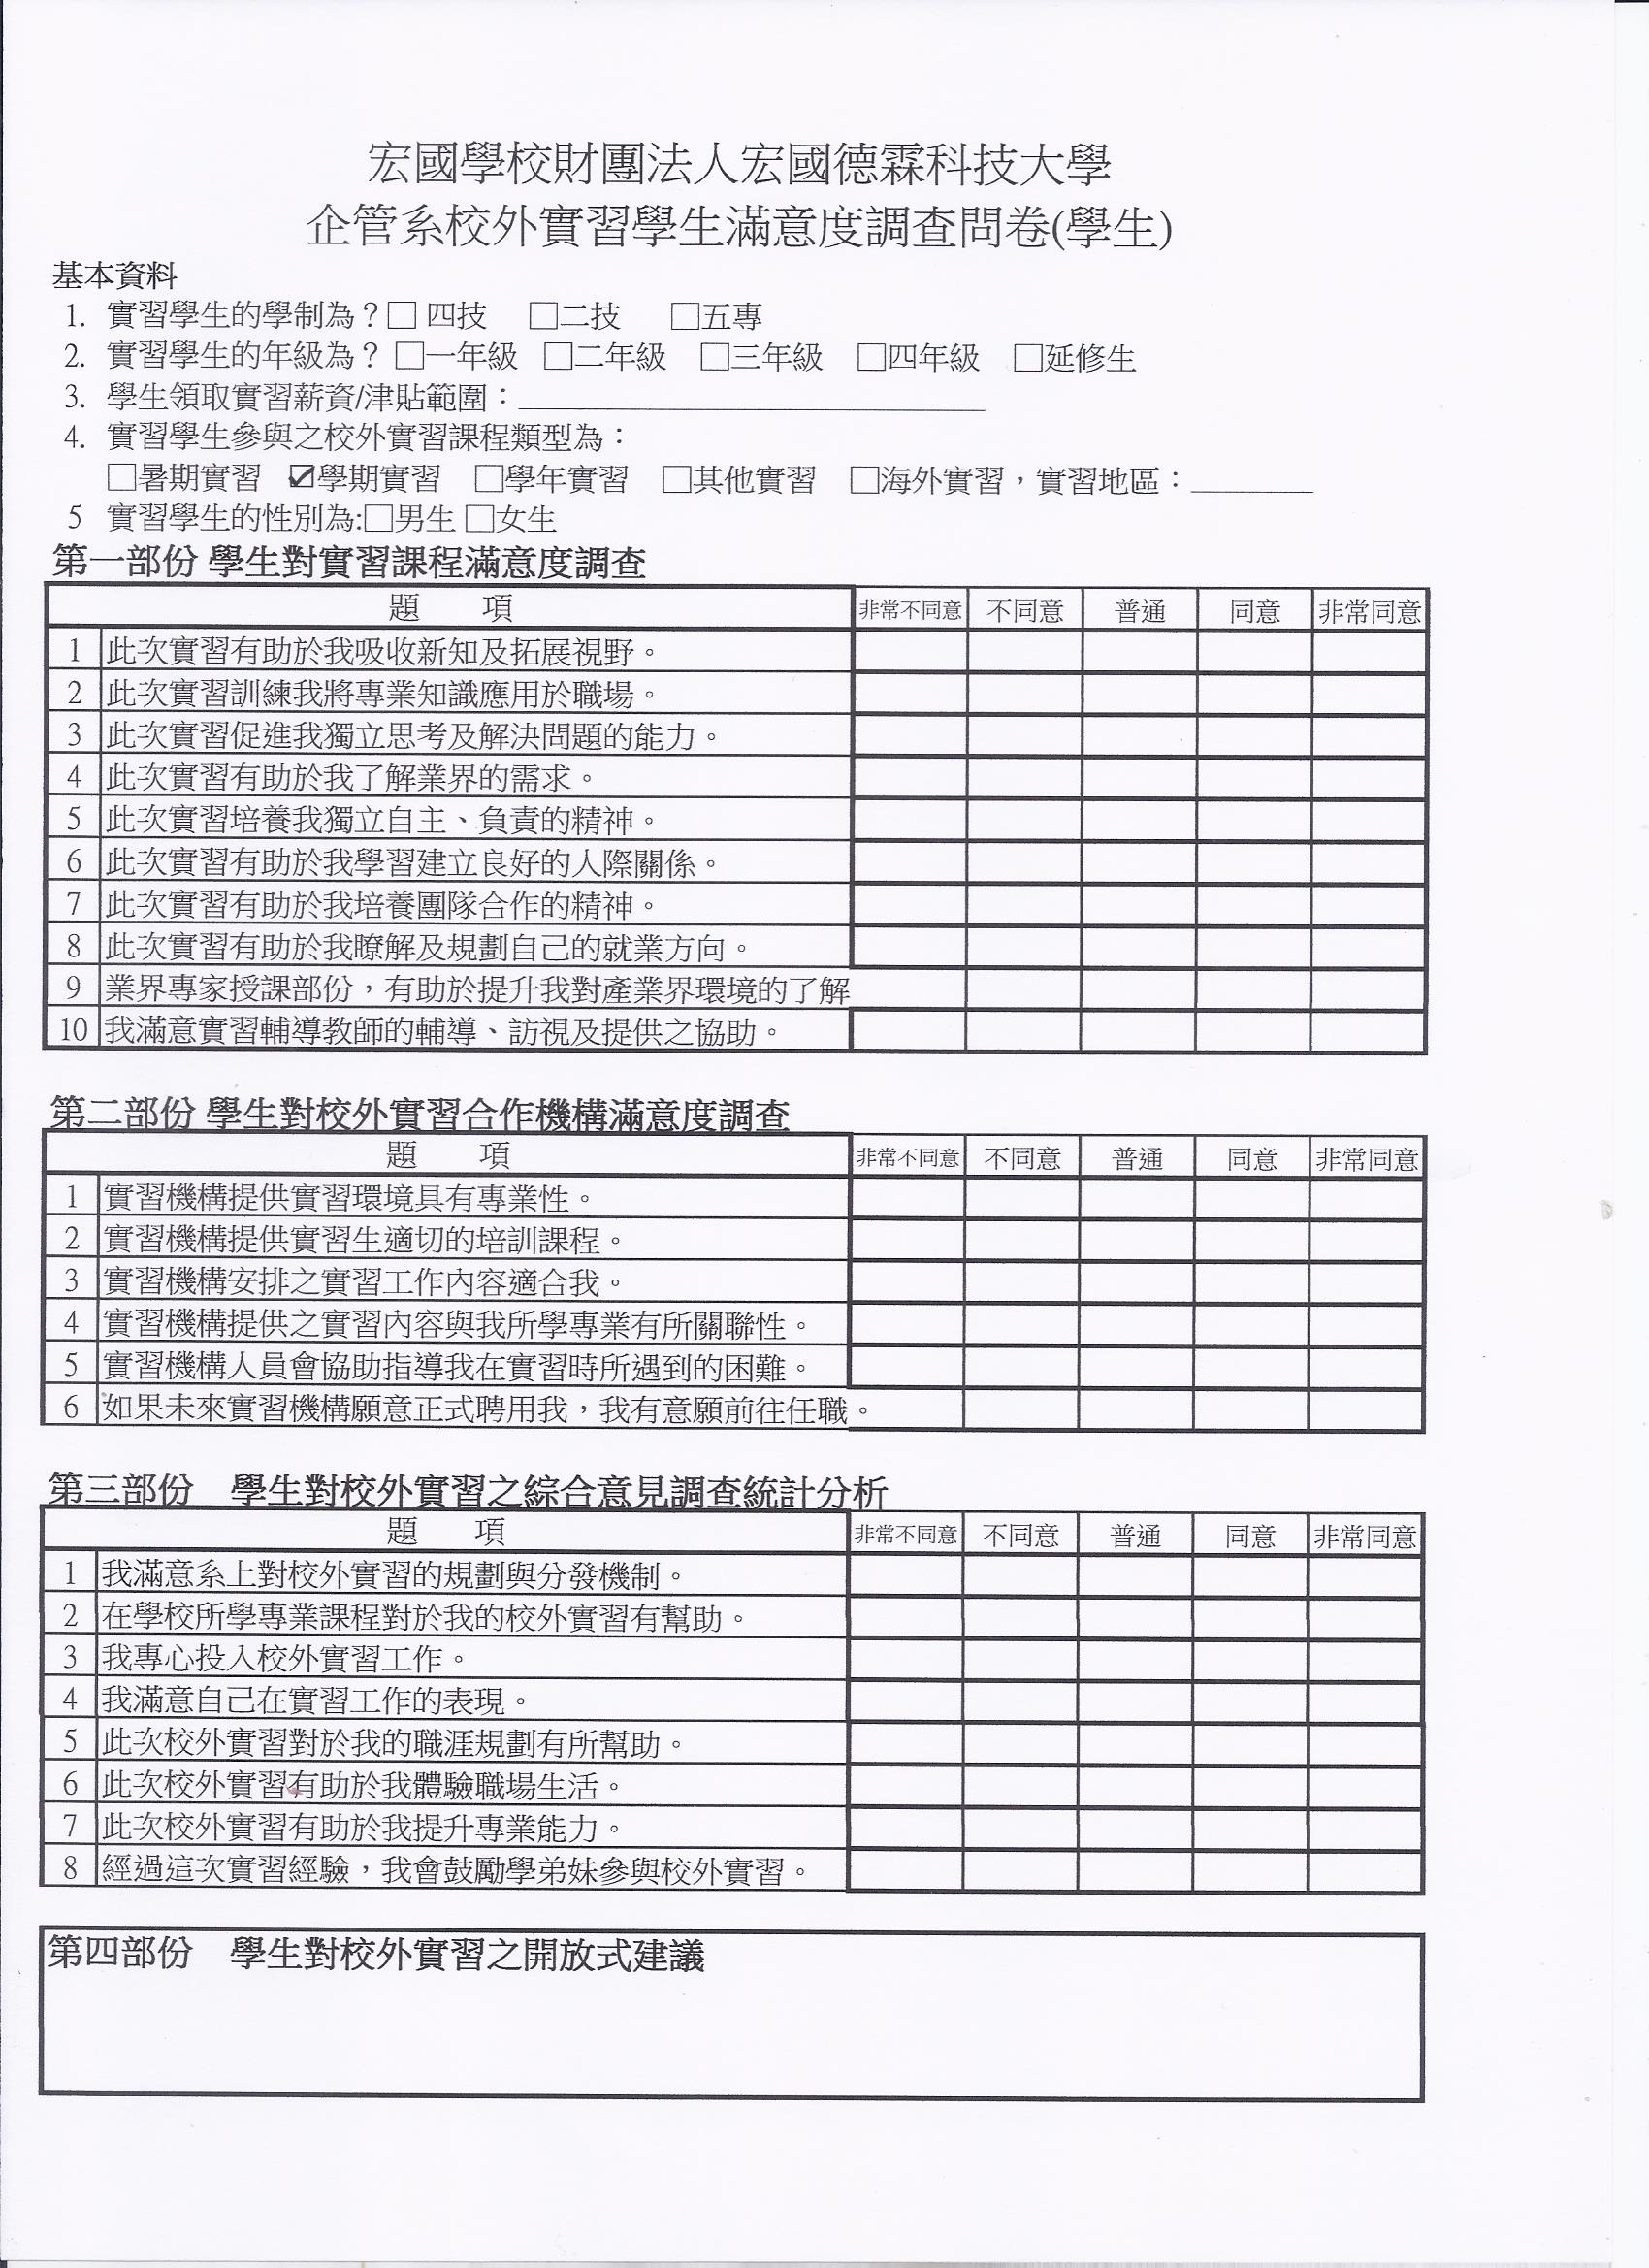 宏國學校財團法人宏國德霖科技大學
企管系校外實習學生滿意度調查問卷(學生)
基本資料
1. 實習學生的學制為？□ 四技 □二技 □五專
2. 實習學生的年級為？ □一年級 □二年級 □三年級 □四年級 □延修生
3. 學生領取實習薪資/津貼範圍：______________________________
4. 實習學生參與之校外實習課程類型為：
□暑期實習 ☑學期實習 □學年實習 □其他實習 □海外實習，實習地區：________
5 實習學生的性別為:□男生 □女生
第一部份 學生對實習課程滿意度調查
題 項 非常不同意 不同意 普通 同意 非常同意
1 此次實習有助於我吸收新知及拓展視野。
2 此次實習訓練我將專業知識應用於職場。
3 此次實習促進我獨立思考及解決問題的能力。
4 此次實習有助於我了解業界的需求。
5 此次實習培養我獨立自主、負責的精神。
6 此次實習有助於我學習建立良好的人際關係。
7 此次實習有助於我培養團隊合作的精神。
8 此次實習有助於我瞭解及規劃自己的就業方向。
9 業界專家授課部份，有助於提升我對產業界環境的了解
10 我滿意實習輔導教師的輔導、訪視及提供之協助。
第二部份 學生對校外實習合作機構滿意度調查
題 項 非常不同意 不同意 普通 同意 非常同意
1 實習機構提供實習環境具有專業性。
2 實習機構提供實習生適切的培訓課程。
3 實習機構安排之實習工作內容適合我。
4 實習機構提供之實習內容與我所學專業有所關聯性。
5 實習機構人員會協助指導我在實習時所遇到的困難。
6 如果未來實習機構願意正式聘用我，我有意願前往任職。
第三部份 學生對校外實習之綜合意見調查統計分析
題 項 非常不同意 不同意 普通 同意 非常同意
1 我滿意系上對校外實習的規劃與分發機制。
2 在學校所學專業課程對於我的校外實習有幫助。
3 我專心投入校外實習工作。
4 我滿意自己在實習工作的表現。
5 此次校外實習對於我的職涯規劃有所幫助。
6 此次校外實習有助於我體驗職場生活。
7 此次校外實習有助於我提升專業能力。
8 經過這次實習經驗，我會鼓勵學弟妹參與校外實習。
第四部份 學生對校外實習之開放式建議